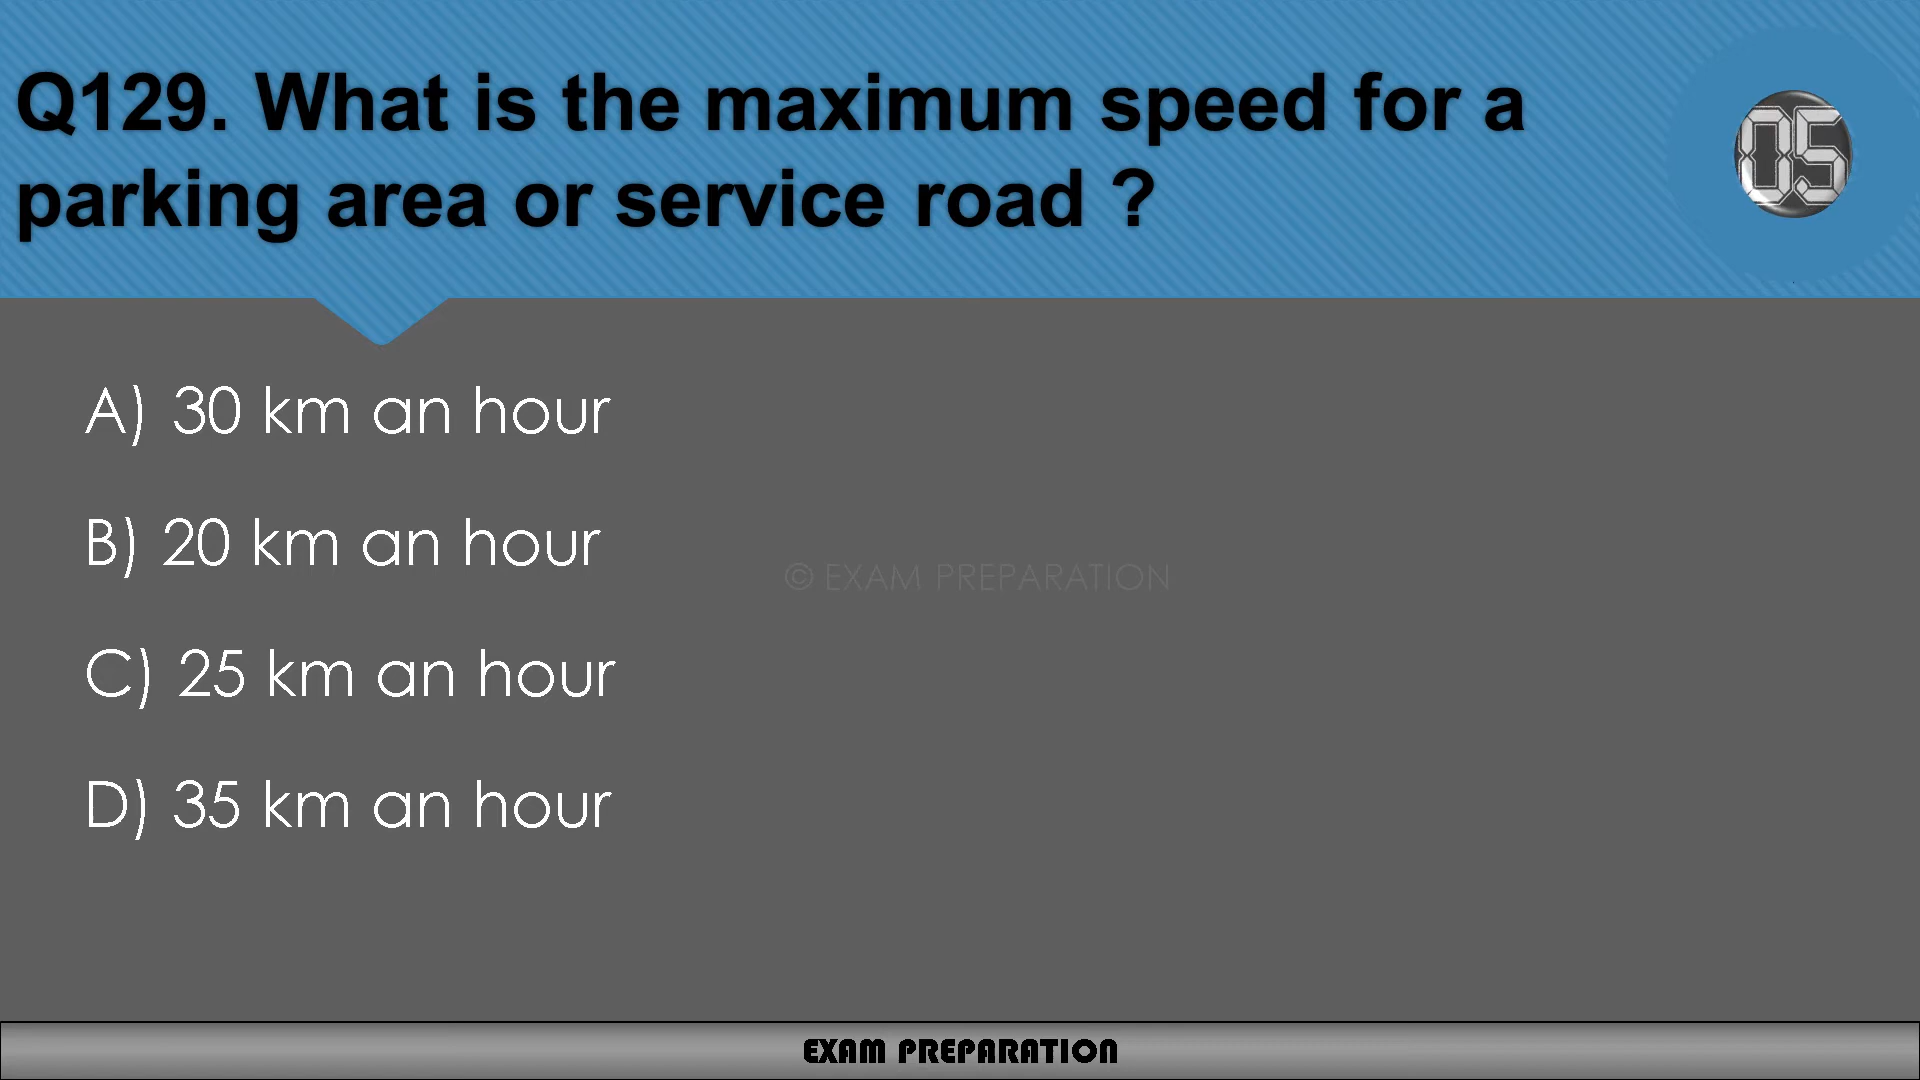 Q129. What is the maximum speed for a
parking area or service road ?
05
A) 30 km an hour
B) 20 km an hour
© EXAM PREPARATION
C) 25 km an hour
D) 35 km an hour
EXAM PREPARATION